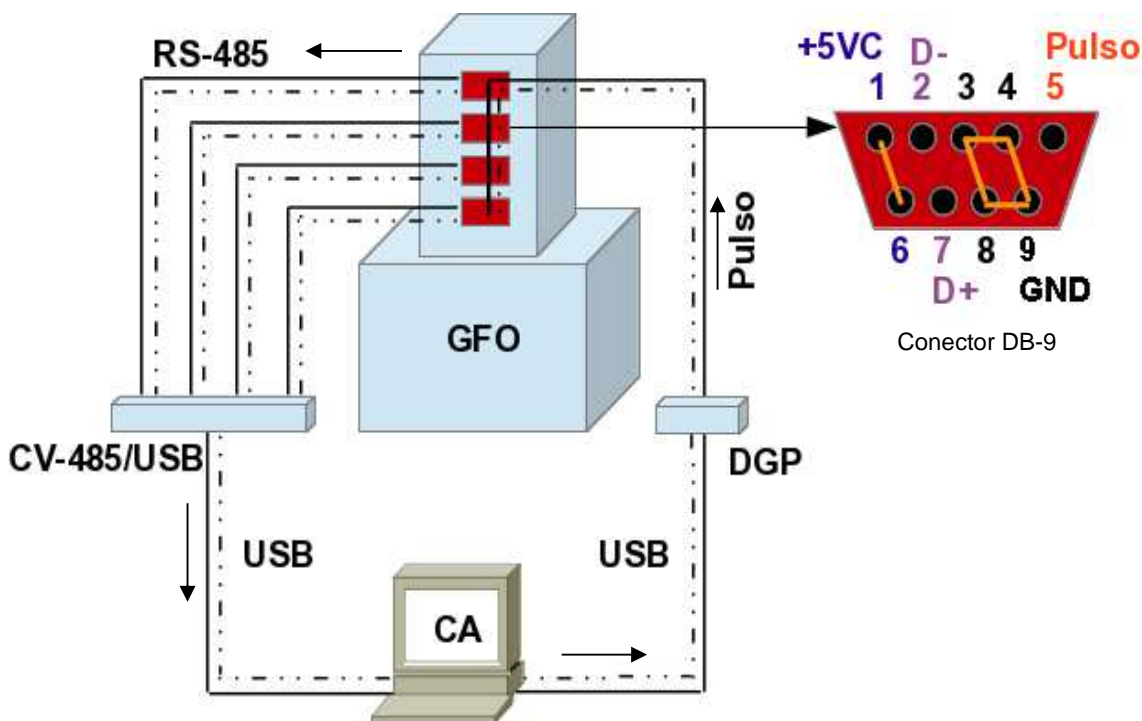 RS-485
+5VC D- Pulso
1 2 3 4 5
6 7 8 9
D+ GND
Conector DB-9
Pulso
GFO
CV-485/USB
DGP
USB
USB
CA